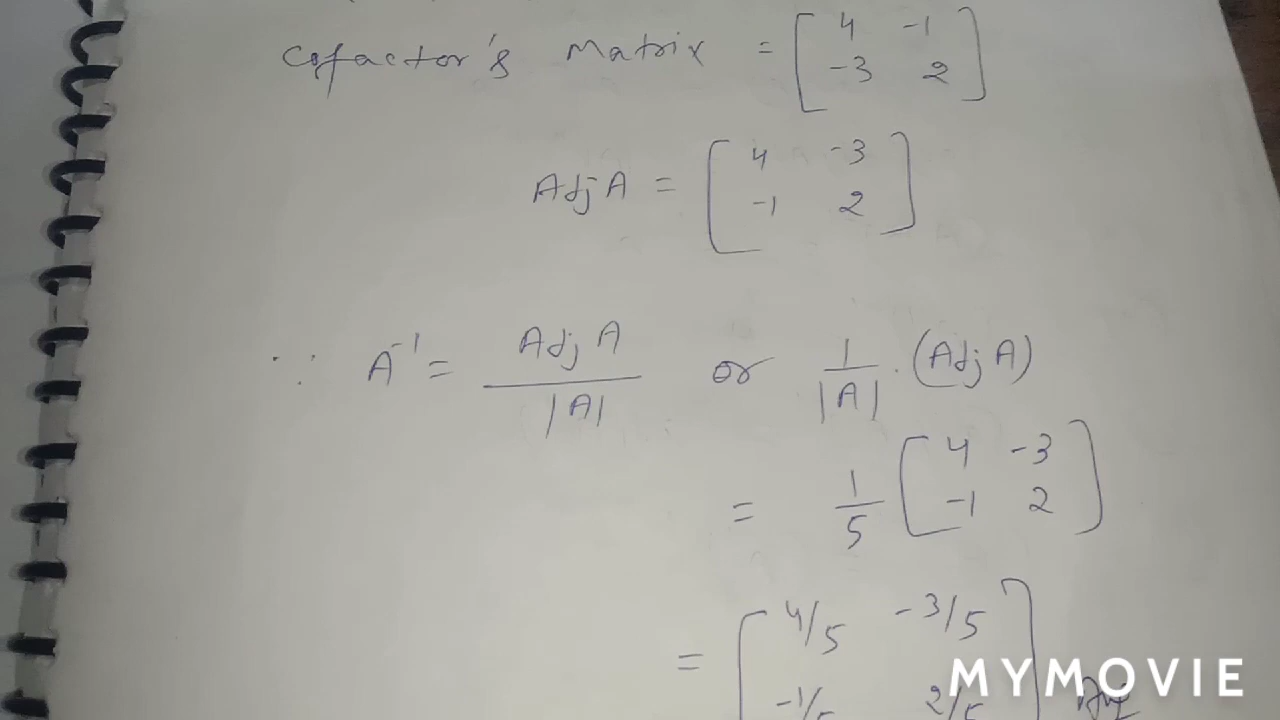 Cofactor's Matrix = [ 4 -1
-3 2 ]
Adj A = [ 4 -3
-1 2 ]
∵ A⁻¹ = Adj A / |A| or 1/|A| · (Adj A)
= 1/5 [ 4 -3
-1 2 ]
= [ 4/5 -3/5
-1/5 2/5 ]
MYMOVIE